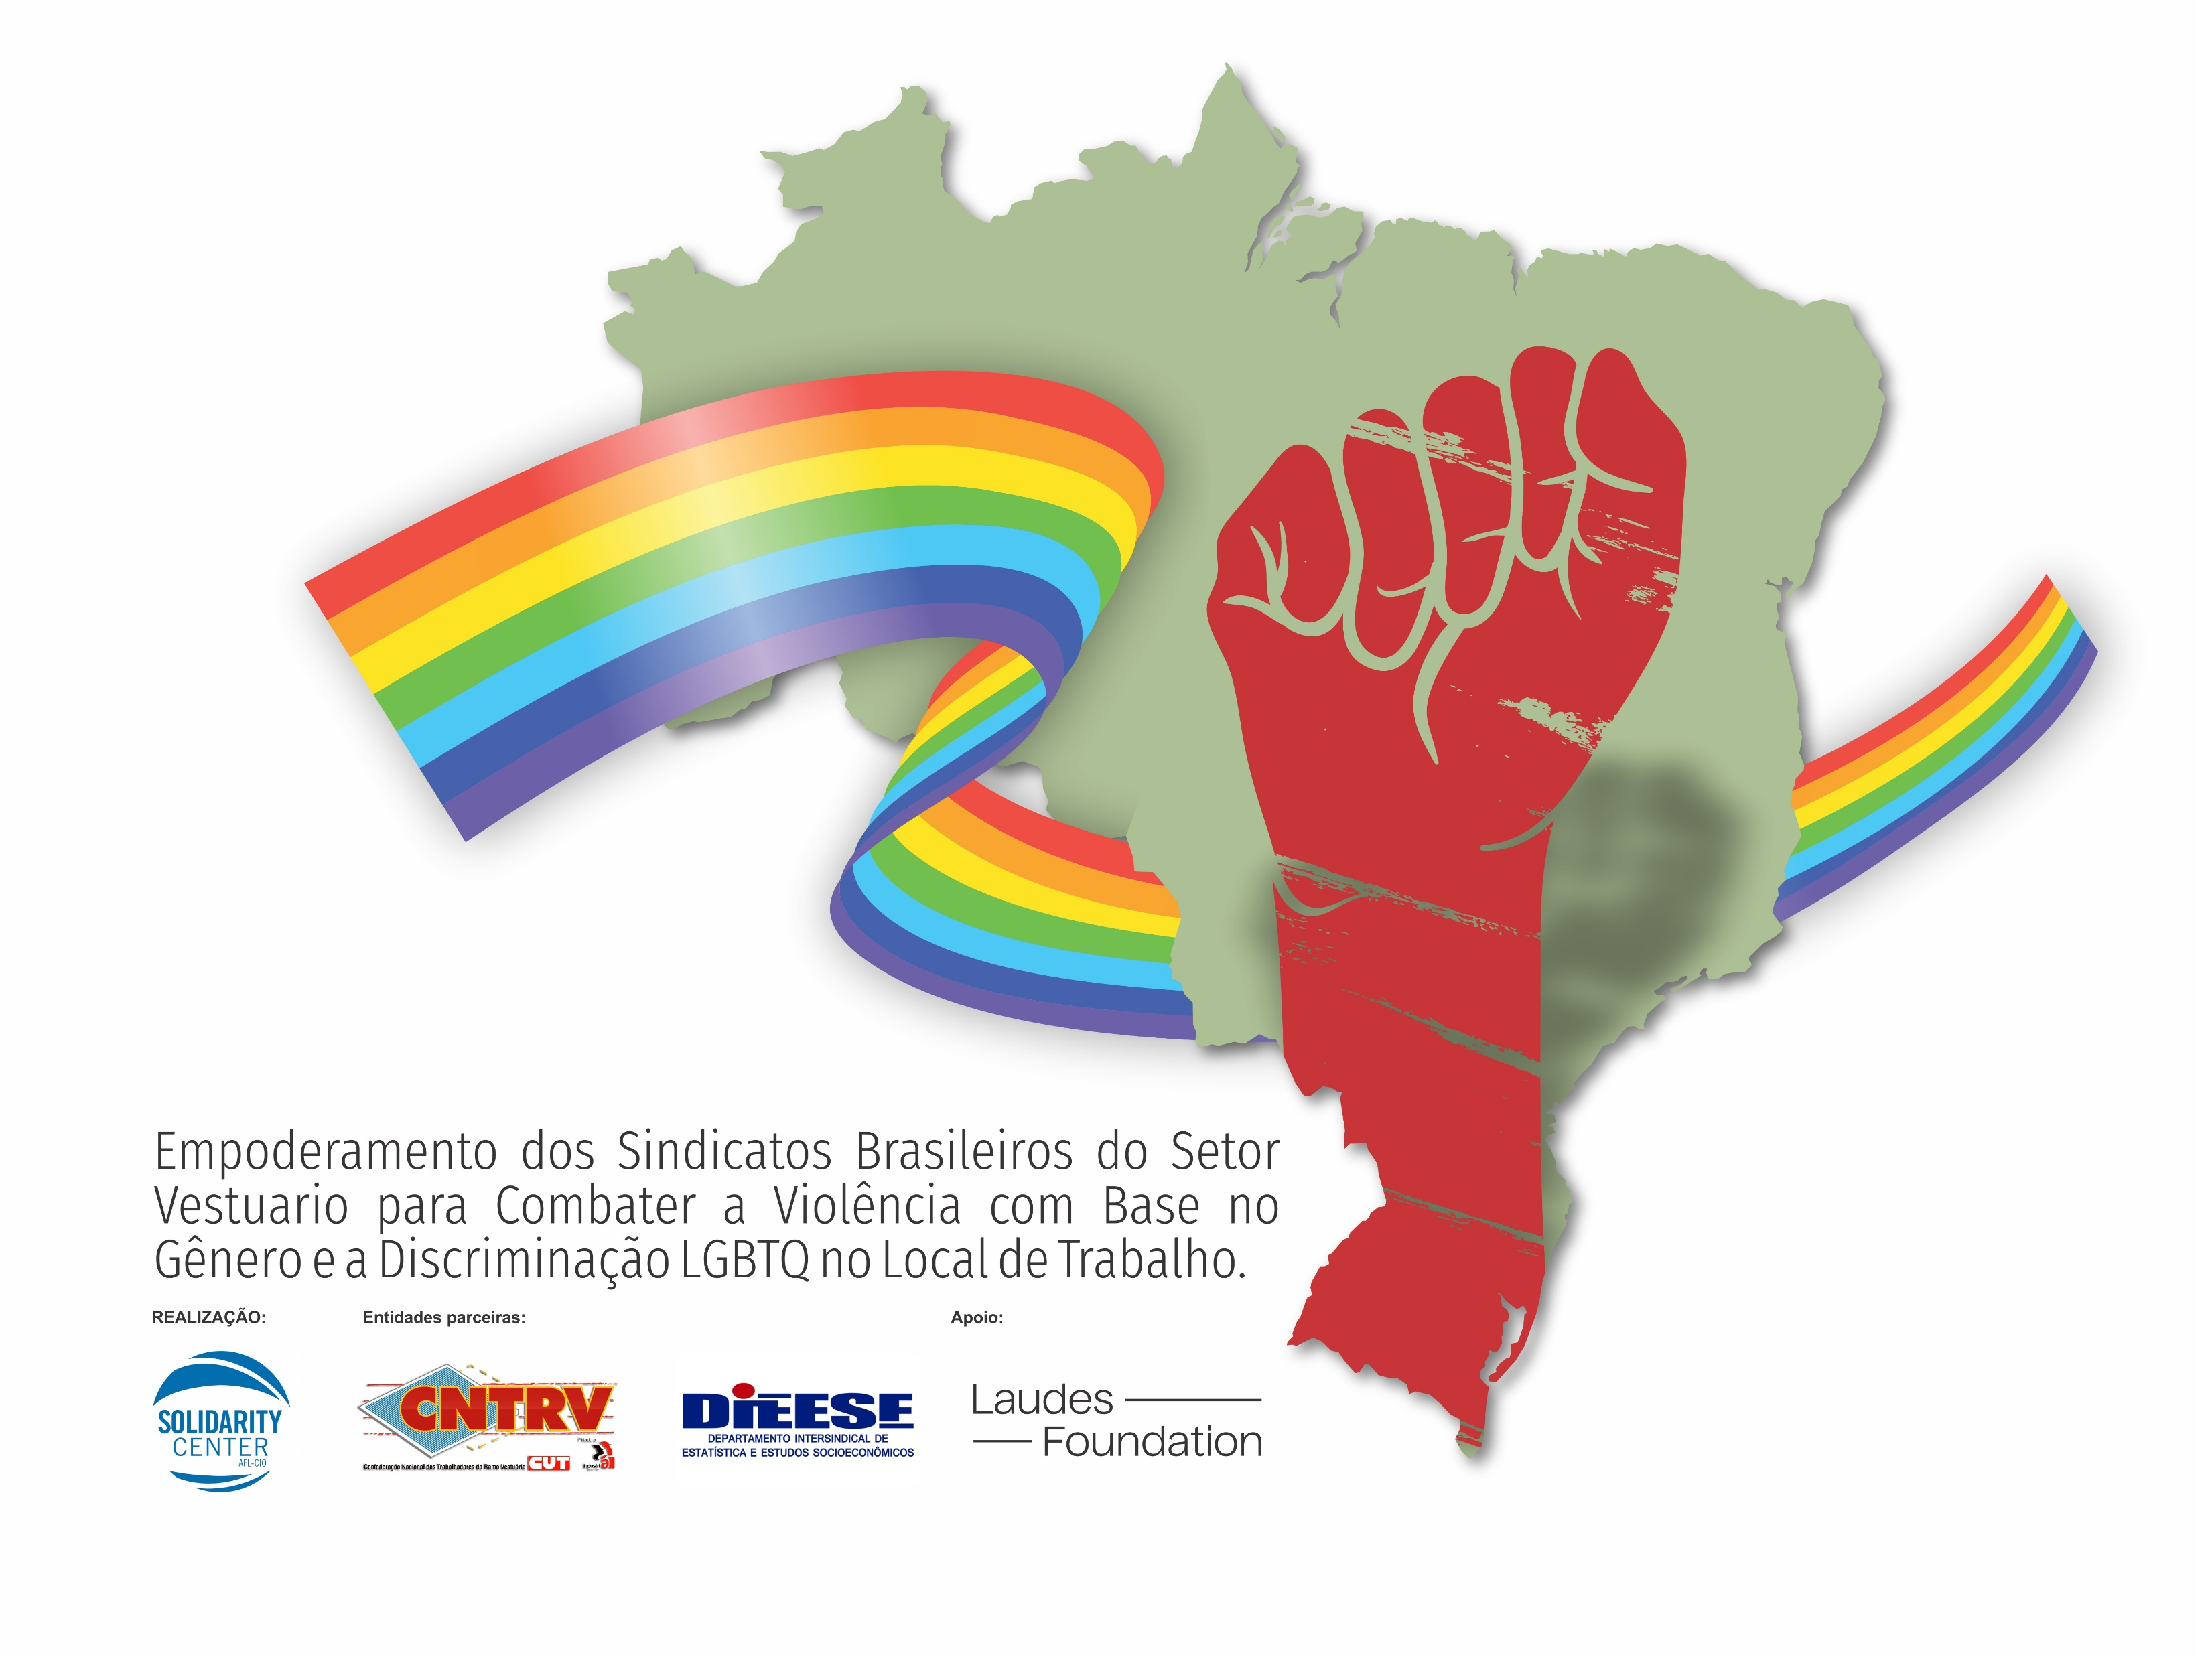 Empoderamento dos Sindicatos Brasileiros do Setor
Vestuario para Combater a Violência com Base no
Gênero e a Discriminação LGBTQ no Local de Trabalho.
REALIZAÇÃO:
Entidades parceiras:
Apoio:
SOLIDARITY
CENTER
AFL-CIO
CNTRV
Confederação Nacional dos Trabalhadores do Ramo Vestuário
CUT
industriall
DIEESE
DEPARTAMENTO INTERSINDICAL DE
ESTATÍSTICA E ESTUDOS SOCIOECONÔMICOS
Laudes
Foundation